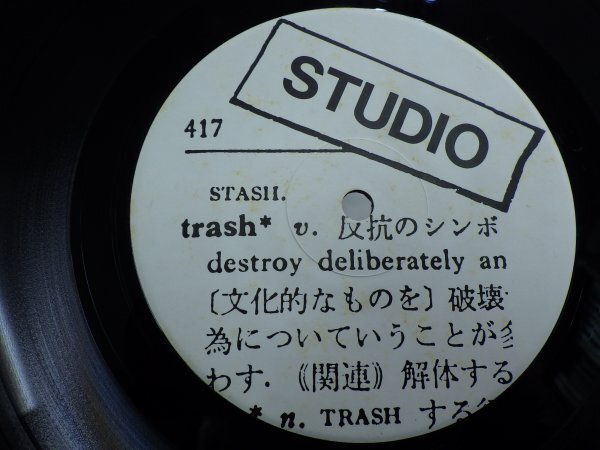 STUDIO
417
STASH.
trash* v. 反抗のシンボ
destroy deliberately an
〔文化的なものを〕破壊
為についていうことが多
わす.《関連》解体する
* n. TRASH する